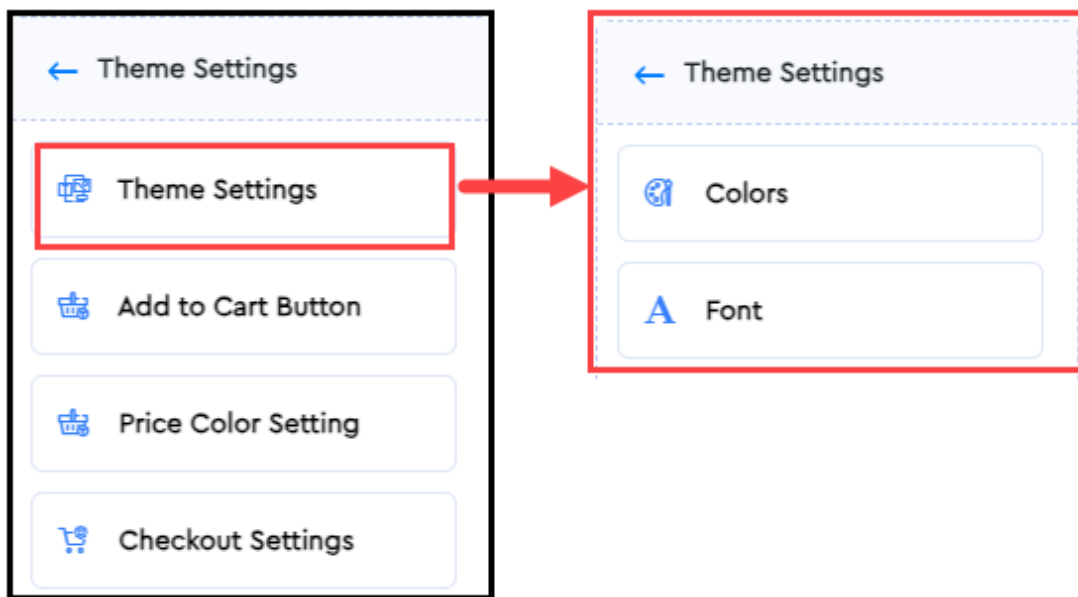 Theme Settings
Theme Settings
Add to Cart Button
Price Color Setting
Checkout Settings
Theme Settings
Colors
A Font